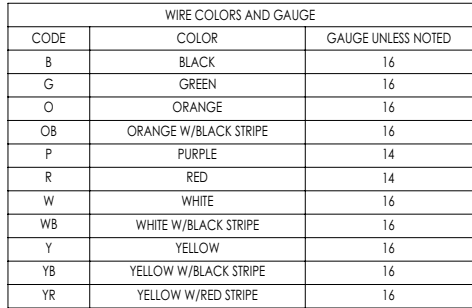 WIRE COLORS AND GAUGE
CODE COLOR GAUGE UNLESS NOTED
B BLACK 16
G GREEN 16
O ORANGE 16
OB ORANGE W/BLACK STRIPE 16
P PURPLE 14
R RED 14
W WHITE 16
WB WHITE W/BLACK STRIPE 16
Y YELLOW 16
YB YELLOW W/BLACK STRIPE 16
YR YELLOW W/RED STRIPE 16